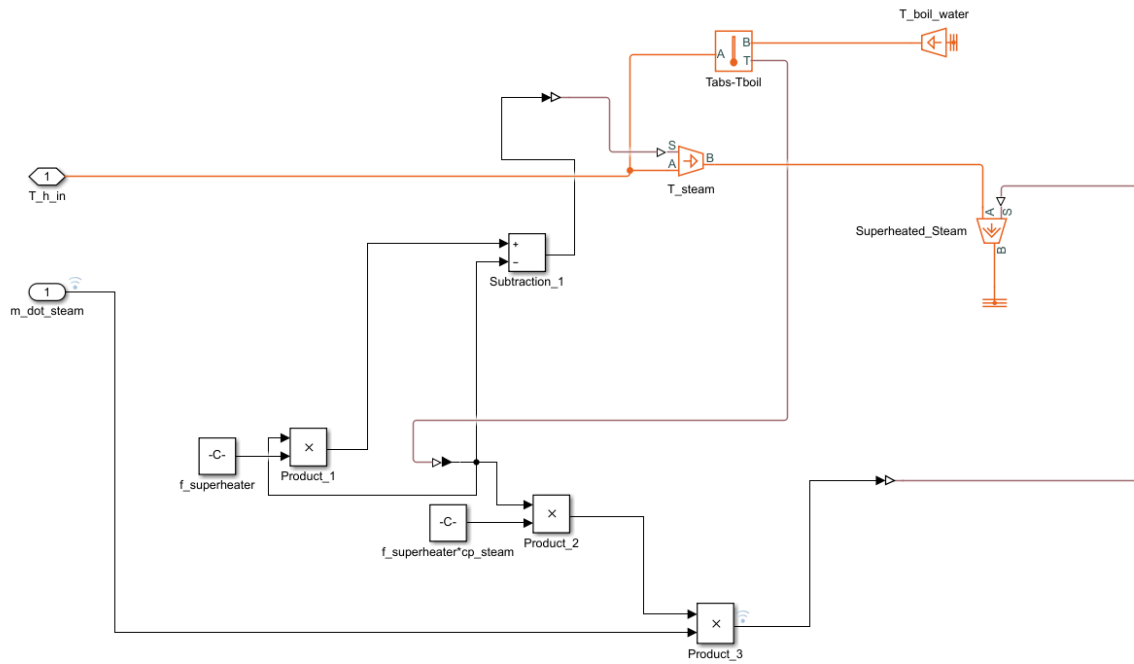 T_boil_water
B
A
T
Tabs-Tboil
S
A
B
T_steam
1
T_h_in
A
S
Superheated_Steam
B
+
−
Subtraction_1
1
m_dot_steam
-C-
f_superheater
×
Product_1
-C-
f_superheater*cp_steam
×
Product_2
×
Product_3